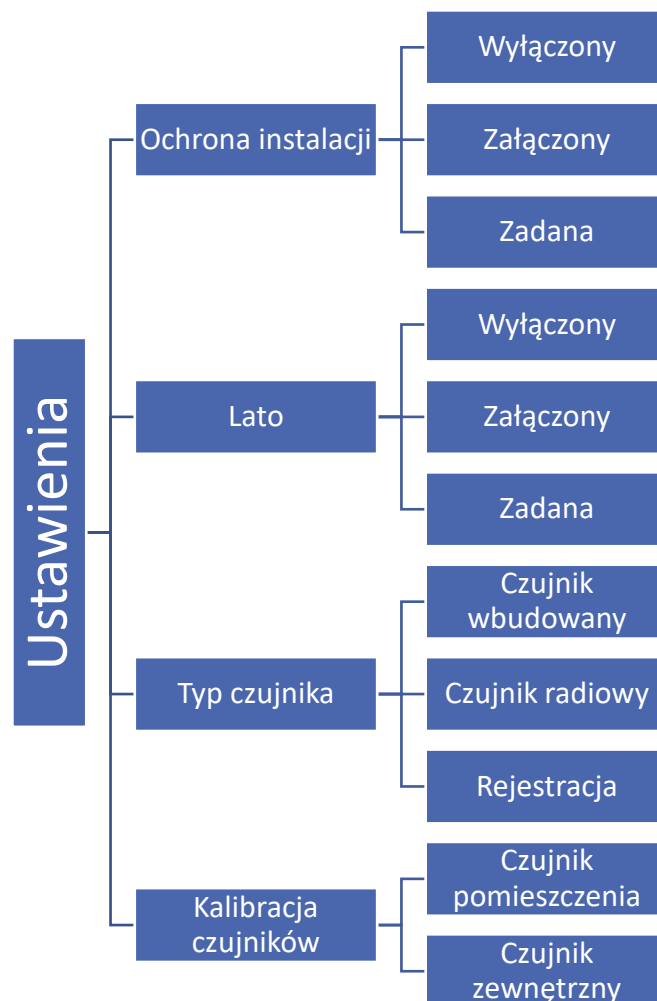 Ustawienia
Ochrona instalacji
Wyłączony
Załączony
Zadana
Lato
Wyłączony
Załączony
Zadana
Typ czujnika
Czujnik
wbudowany
Czujnik radiowy
Rejestracja
Kalibracja
czujników
Czujnik
pomieszczenia
Czujnik
zewnętrzny